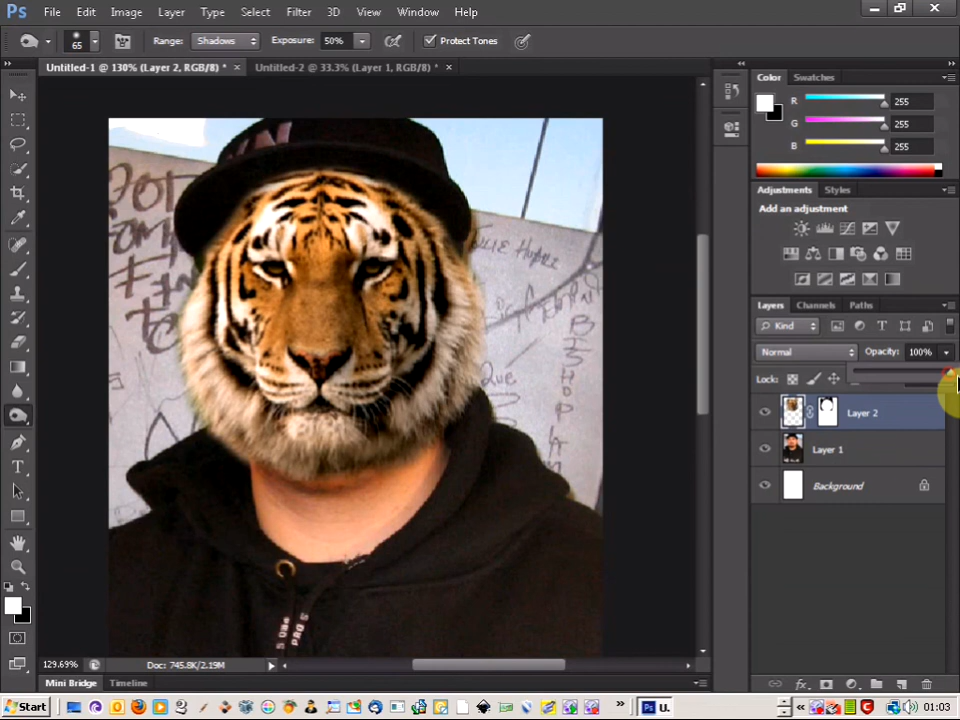 Ps File Edit Image Layer Type Select Filter 3D View Window Help
65 Range: Shadows Exposure: 50% Protect Tones
Untitled-1 @ 130% (Layer 2, RGB/8) * × Untitled-2 @ 33.3% (Layer 1, RGB/8) * ×
Color Swatches
R 255
G 255
B 255
Adjustments Styles
Add an adjustment
Layers Channels Paths
Kind
Normal Opacity: 100%
Lock:
Layer 2
Layer 1
Background
129.69% Doc: 745.8K/2.19M
Mini Bridge Timeline
Start Ps U. 01:03